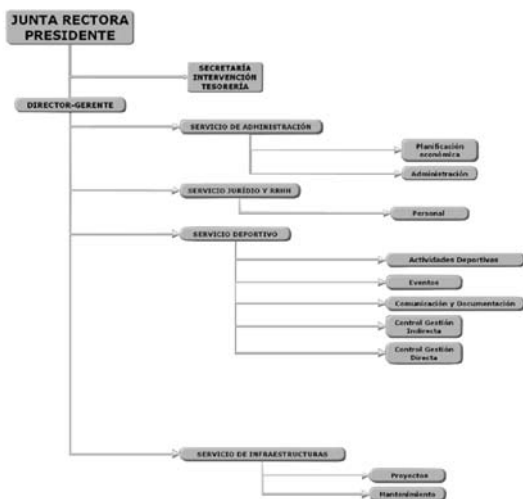 JUNTA RECTORA
PRESIDENTE
SECRETARÍA
INTERVENCIÓN
TESORERÍA
DIRECTOR-GERENTE
SERVICIO DE ADMINISTRACIÓN
Planificación
económica
Administración
SERVICIO JURÍDIO Y RRHH
Personal
SERVICIO DEPORTIVO
Actividades Deportivas
Eventos
Comunicación y Documentación
Control Gestión
Indirecta
Control Gestión
Directa
SERVICIO DE INFRAESTRUCTURAS
Proyectos
Mantenimiento